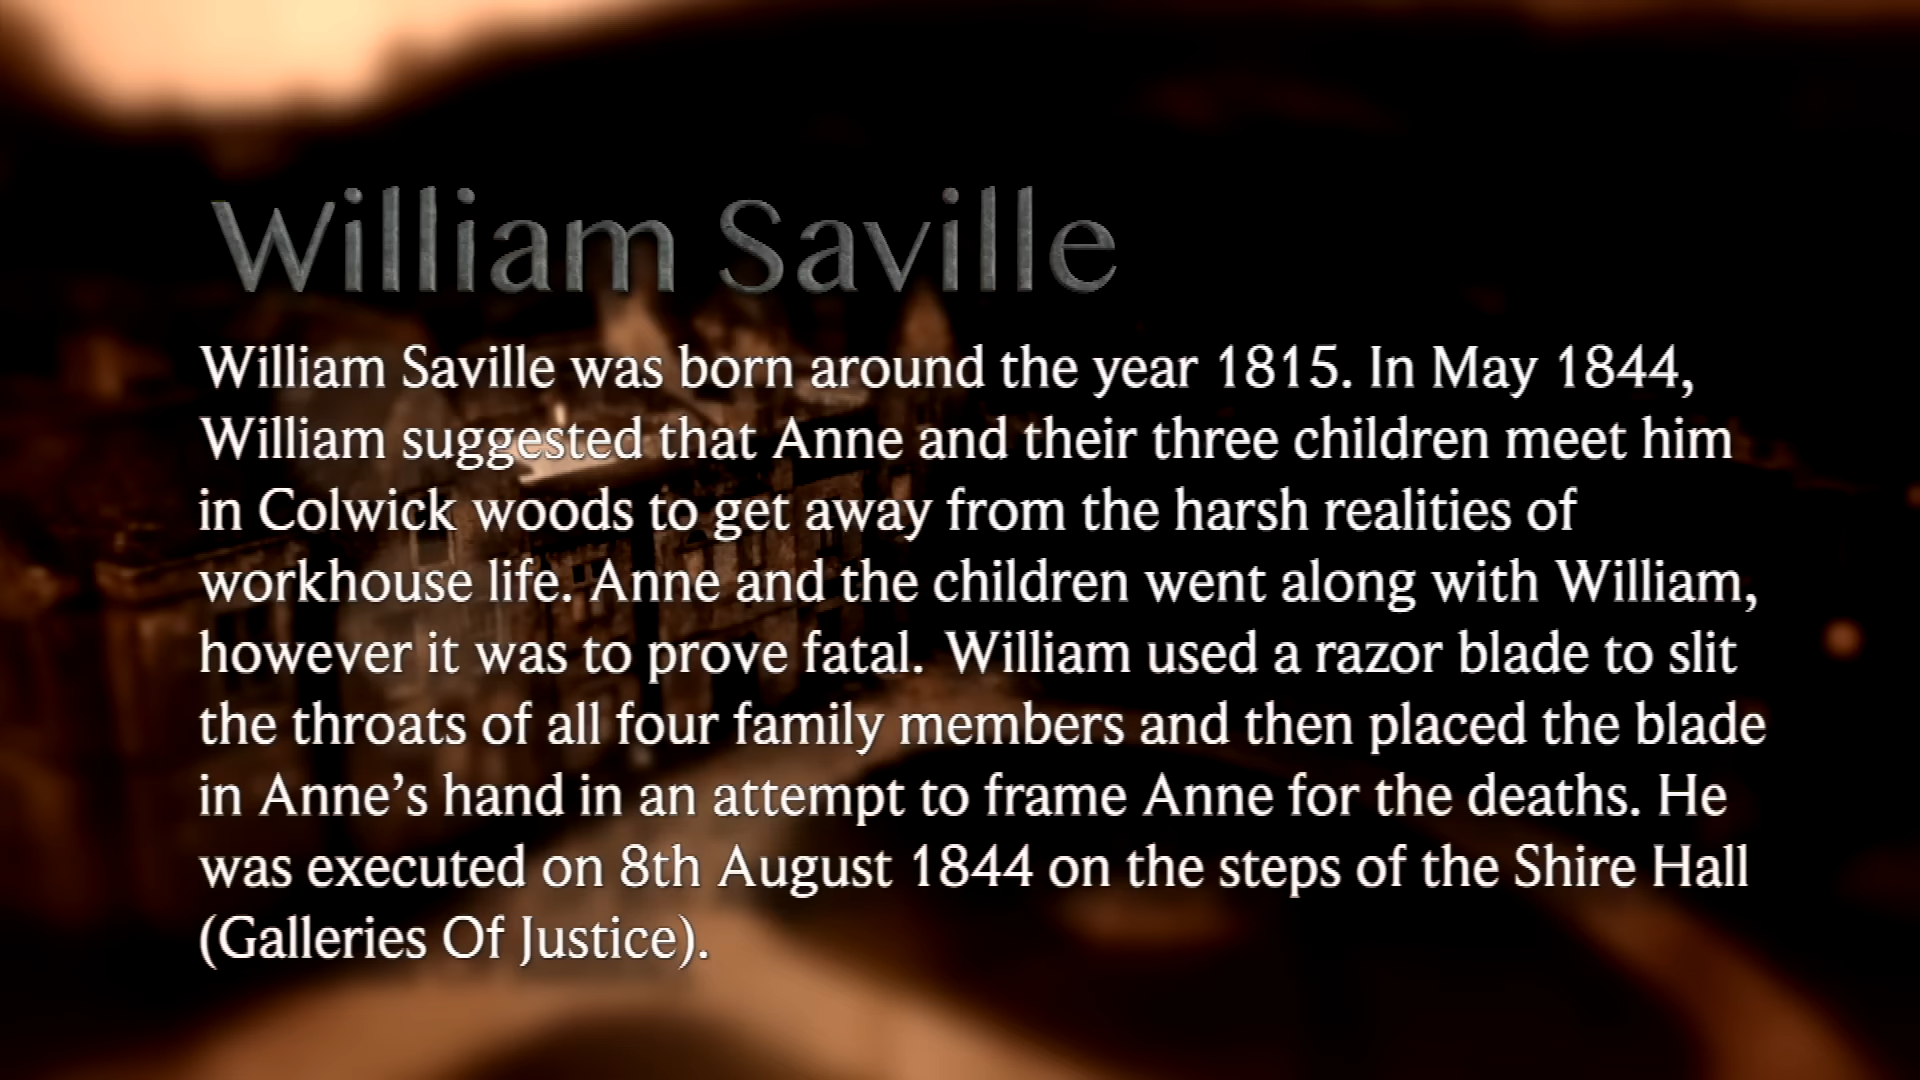 William Saville
William Saville was born around the year 1815. In May 1844,
William suggested that Anne and their three children meet him
in Colwick woods to get away from the harsh realities of
workhouse life. Anne and the children went along with William,
however it was to prove fatal. William used a razor blade to slit
the throats of all four family members and then placed the blade
in Anne’s hand in an attempt to frame Anne for the deaths. He
was executed on 8th August 1844 on the steps of the Shire Hall
(Galleries Of Justice).